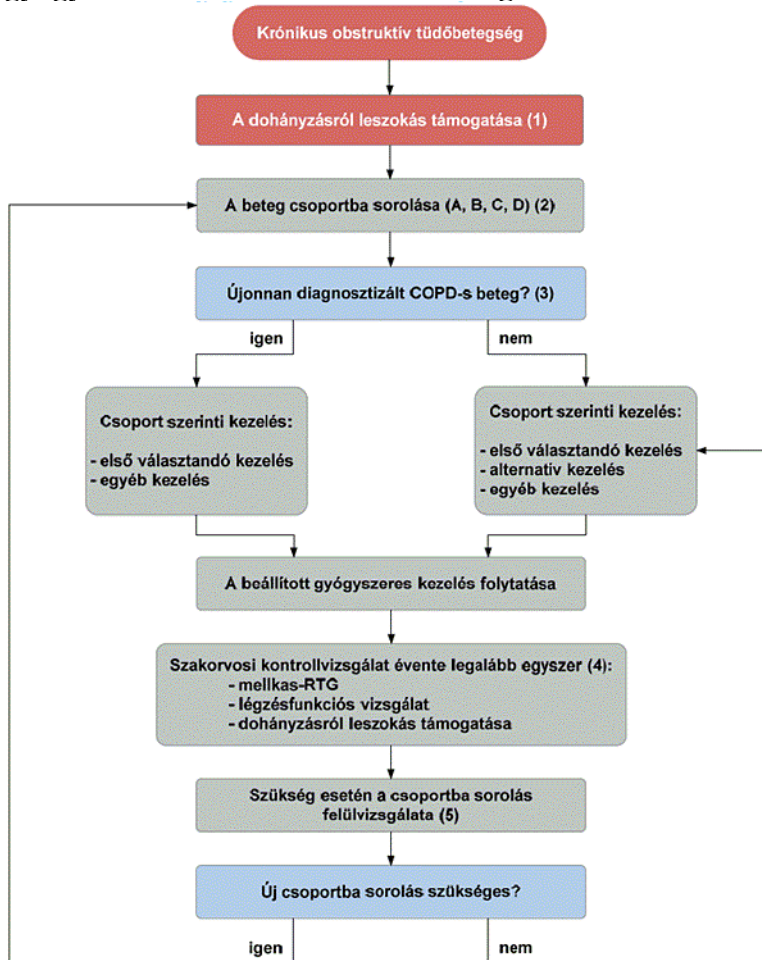 Krónikus obstruktív tüdőbetegség
A dohányzásról leszokás támogatása (1)
A beteg csoportba sorolása (A, B, C, D) (2)
Újonnan diagnosztizált COPD-s beteg? (3)
igen
nem
Csoport szerinti kezelés:
- első választandó kezelés
- egyéb kezelés
Csoport szerinti kezelés:
- első választandó kezelés
- alternatív kezelés
- egyéb kezelés
A beállított gyógyszeres kezelés folytatása
Szakorvosi kontrollvizsgálat évente legalább egyszer (4):
- mellkas-RTG
- légzésfunkciós vizsgálat
- dohányzásról leszokás támogatása
Szükség esetén a csoportba sorolás
felülvizsgálata (5)
Új csoportba sorolás szükséges?
igen
nem